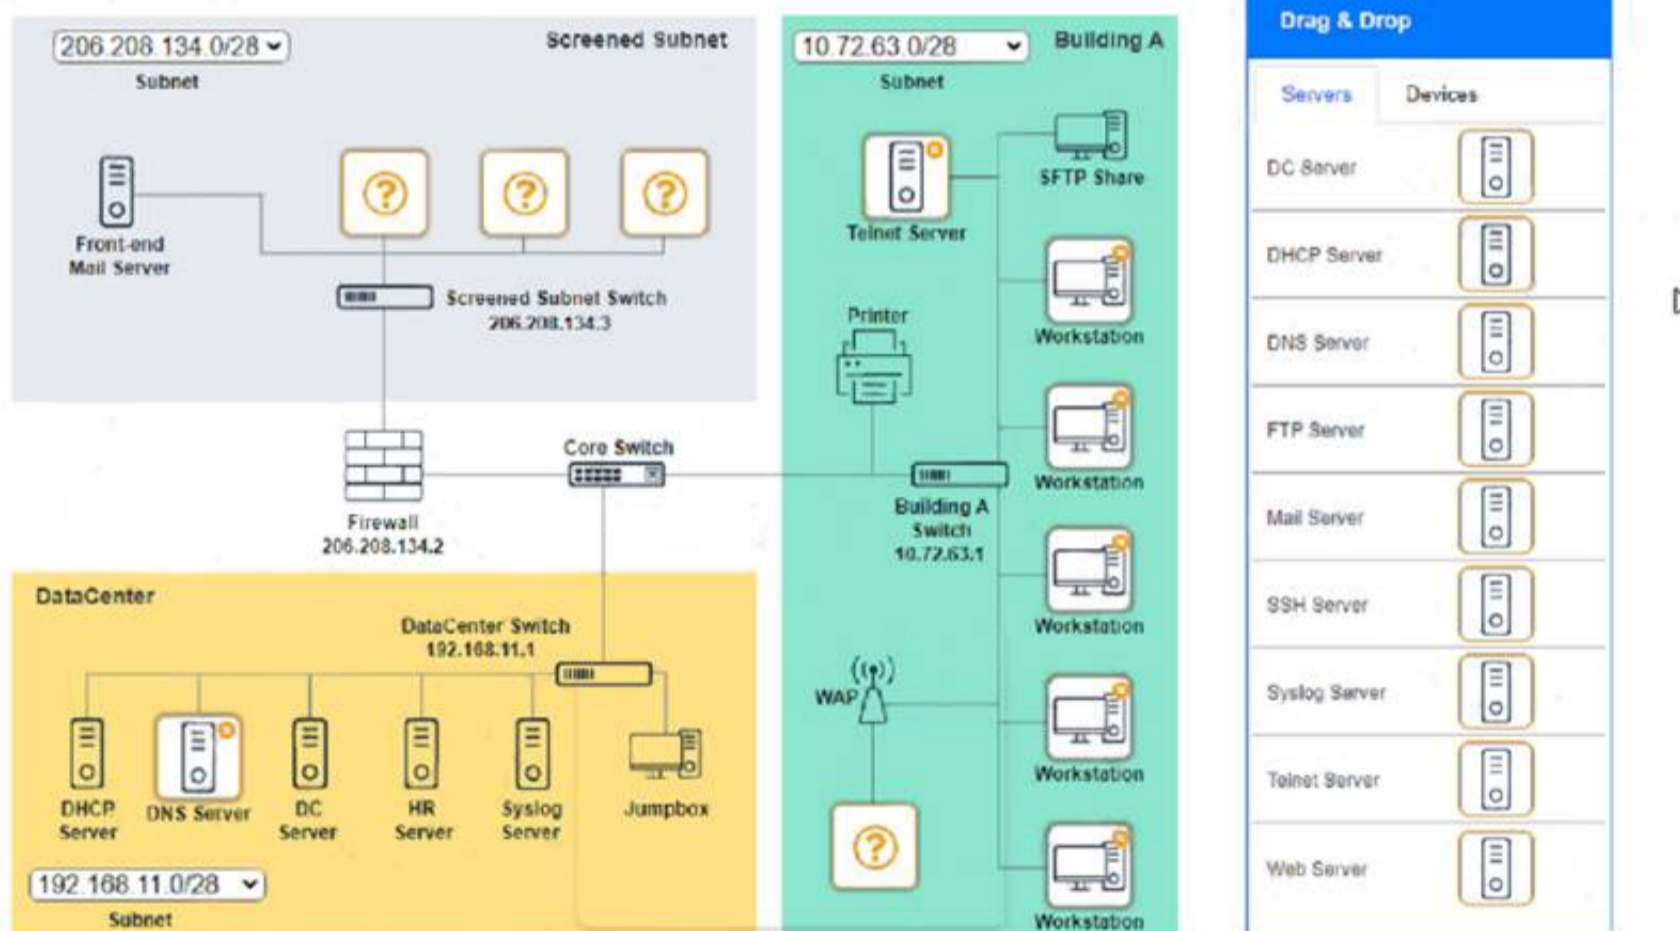 206.208.134.0/28
Subnet
Screened Subnet
Front-end
Mail Server
?
?
?
Screened Subnet Switch
206.208.134.3
Firewall
206.208.134.2
Core Switch
10.72.63.0/28
Subnet
Building A
Telnet Server
SFTP Share
Workstation
Printer
Workstation
Building A
Switch
10.72.63.1
Workstation
WAP
Workstation
?
Workstation
DataCenter
DataCenter Switch
192.168.11.1
DHCP
Server
DNS Server
DC
Server
HR
Server
Syslog
Server
Jumpbox
192.168.11.0/28
Subnet
Drag & Drop
Servers
Devices
DC Server
DHCP Server
DNS Server
FTP Server
Mail Server
SSH Server
Syslog Server
Telnet Server
Web Server